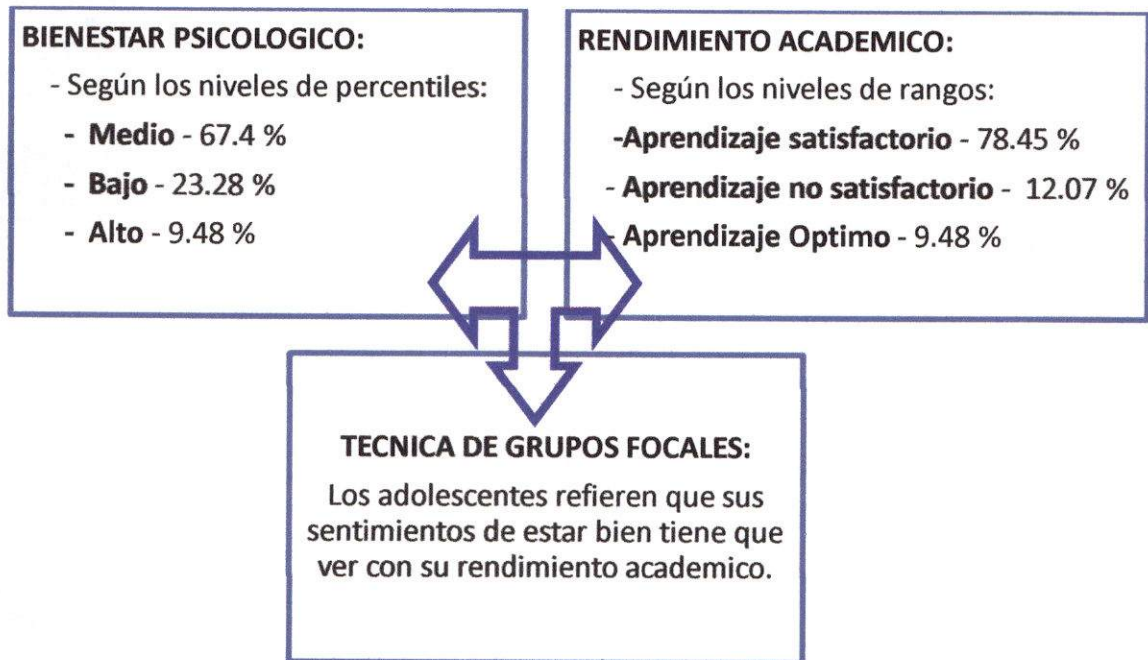 BIENESTAR PSICOLOGICO:
- Según los niveles de percentiles:
- Medio - 67.4 %
- Bajo - 23.28 %
- Alto - 9.48 %
RENDIMIENTO ACADEMICO:
- Según los niveles de rangos:
-Aprendizaje satisfactorio - 78.45 %
- Aprendizaje no satisfactorio - 12.07 %
- Aprendizaje Optimo - 9.48 %
TECNICA DE GRUPOS FOCALES:
Los adolescentes refieren que sus
sentimientos de estar bien tiene que
ver con su rendimiento academico.